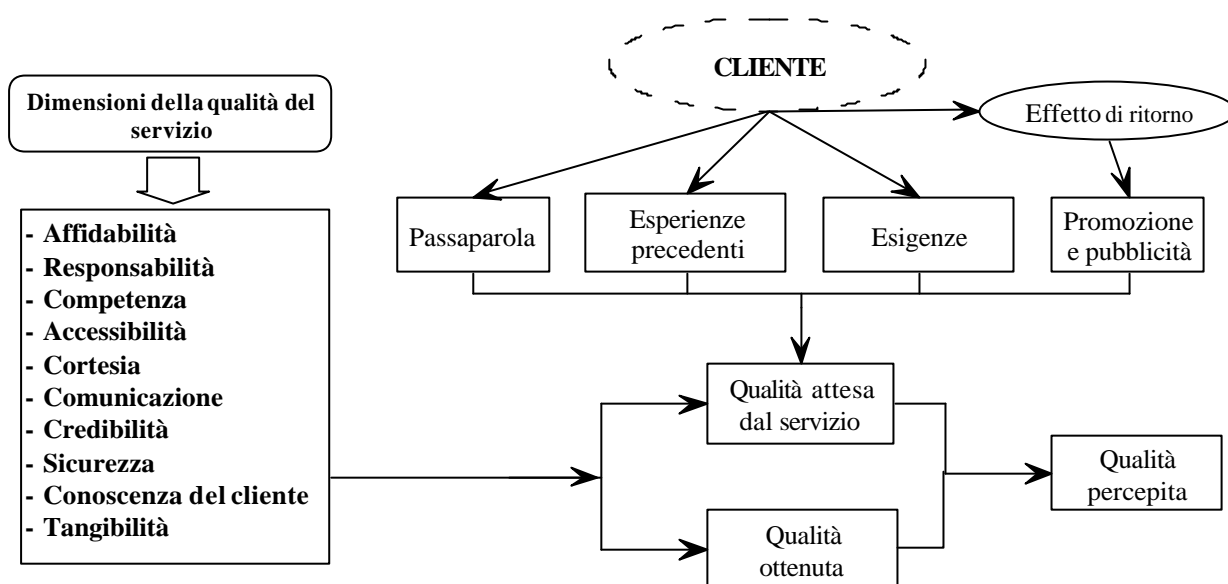 CLIENTE
Dimensioni della qualità del
servizio
Effetto di ritorno
Passaparola
Esperienze
precedenti
Esigenze
Promozione
e pubblicità
- Affidabilità
- Responsabilità
- Competenza
- Accessibilità
- Cortesia
- Comunicazione
- Credibilità
- Sicurezza
- Conoscenza del cliente
- Tangibilità
Qualità attesa
dal servizio
Qualità
percepita
Qualità
ottenuta